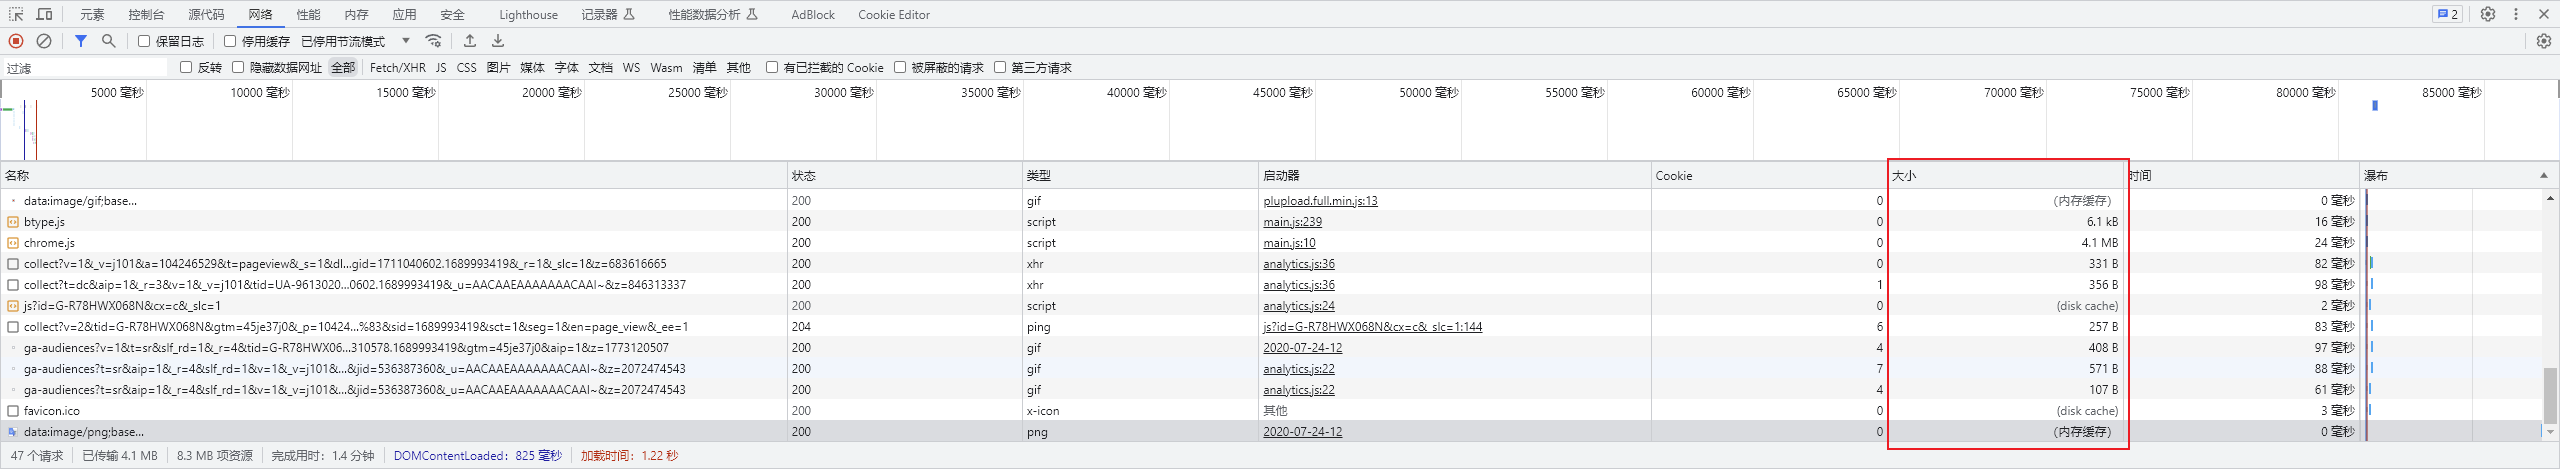 元素 控制台 源代码 网络 性能 内存 应用 安全 Lighthouse 记录器 性能数据分析 AdBlock Cookie Editor 2
保留日志 停用缓存 已停用节流模式
过滤 反转 隐藏数据网址 全部 Fetch/XHR JS CSS 图片 媒体 字体 文档 WS Wasm 清单 其他 有已拦截的 Cookie 被屏蔽的请求 第三方请求
5000 毫秒 10000 毫秒 15000 毫秒 20000 毫秒 25000 毫秒 30000 毫秒 35000 毫秒 40000 毫秒 45000 毫秒 50000 毫秒 55000 毫秒 60000 毫秒 65000 毫秒 70000 毫秒 75000 毫秒 80000 毫秒 85000 毫秒
名称 状态 类型 启动器 Cookie 大小 时间 瀑布
data:image/gif;base... 200 gif plupload.full.min.js:13 0 （内存缓存） 0 毫秒
btype.js 200 script main.js:239 0 6.1 kB 16 毫秒
chrome.js 200 script main.js:10 0 4.1 MB 24 毫秒
collect?v=1&_v=j101&a=104246529&t=pageview&_s=1&dl...gid=1711040602.1689993419&_r=1&_slc=1&z=683616665 200 xhr analytics.js:36 0 331 B 82 毫秒
collect?t=dc&aip=1&_r=3&v=1&_v=j101&tid=UA-9613020...0602.1689993419&_u=AACAAEAAAAAAACAAI~&z=846313337 200 xhr analytics.js:36 1 356 B 98 毫秒
js?id=G-R78HWX068N&cx=c&_slc=1 200 script analytics.js:24 0 (disk cache) 2 毫秒
collect?v=2&tid=G-R78HWX068N&gtm=45je37j0&_p=10424...%83&sid=1689993419&sct=1&seg=1&en=page_view&_ee=1 204 ping js?id=G-R78HWX068N&cx=c&_slc=1:144 6 257 B 83 毫秒
ga-audiences?v=1&t=sr&slf_rd=1&_r=4&tid=G-R78HWX06...310578.1689993419&gtm=45je37j0&aip=1&z=1773120507 200 gif 2020-07-24-12 4 408 B 97 毫秒
ga-audiences?t=sr&aip=1&_r=4&slf_rd=1&v=1&_v=j101&...&jid=536387360&_u=AACAAEAAAAAAACAAI~&z=2072474543 200 gif analytics.js:22 7 571 B 88 毫秒
ga-audiences?t=sr&aip=1&_r=4&slf_rd=1&v=1&_v=j101&...&jid=536387360&_u=AACAAEAAAAAAACAAI~&z=2072474543 200 gif analytics.js:22 4 107 B 61 毫秒
favicon.ico 200 x-icon 其他 0 (disk cache) 3 毫秒
data:image/png;base... 200 png 2020-07-24-12 0 （内存缓存） 0 毫秒
47 个请求 已传输 4.1 MB 8.3 MB 项资源 完成用时：1.4 分钟 DOMContentLoaded：825 毫秒 加载时间：1.22 秒